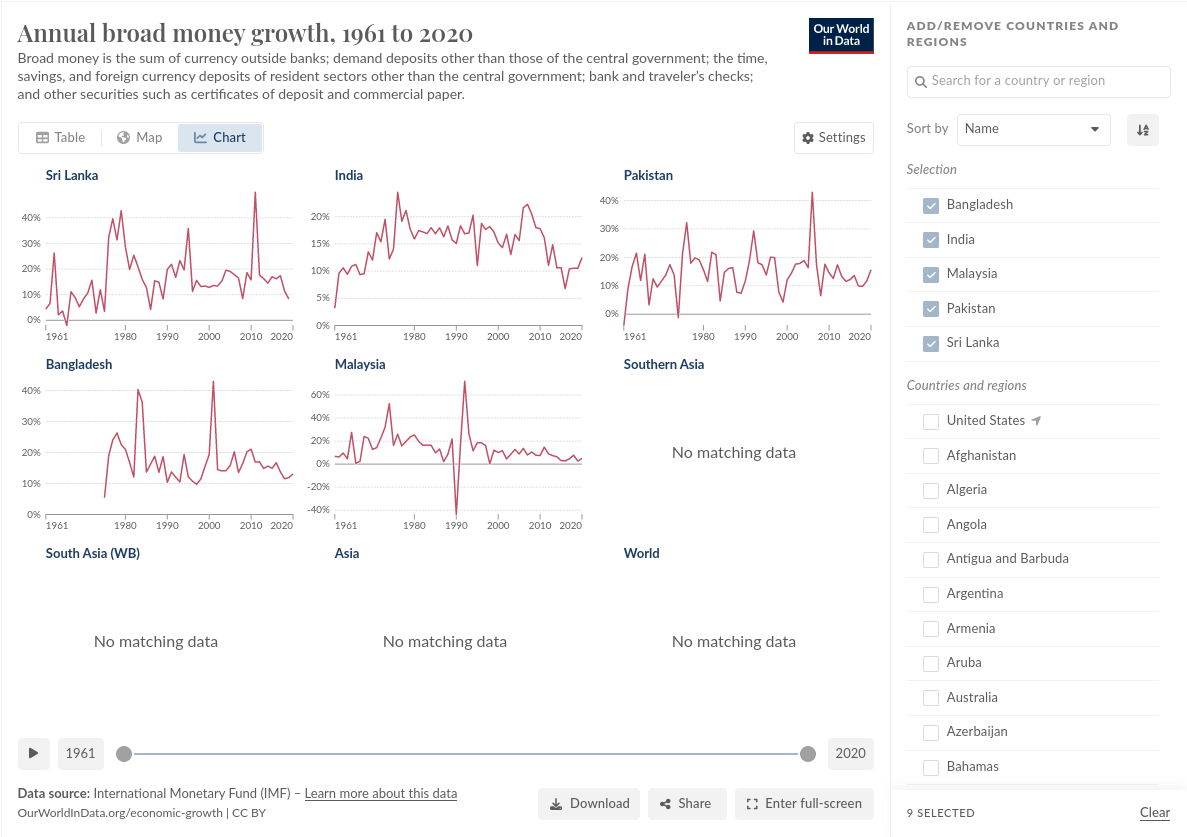 Annual broad money growth, 1961 to 2020
Our World
in Data
Broad money is the sum of currency outside banks; demand deposits other than those of the central government; the time,
savings, and foreign currency deposits of resident sectors other than the central government; bank and traveler's checks;
and other securities such as certificates of deposit and commercial paper.
Table
Map
Chart
Settings
Sri Lanka
40%
30%
20%
10%
0%
1961
1980
1990
2000
2010
2020
India
20%
15%
10%
5%
0%
1961
1980
1990
2000
2010
2020
Pakistan
40%
30%
20%
10%
0%
1961
1980
1990
2000
2010
2020
Bangladesh
40%
30%
20%
10%
0%
1961
1980
1990
2000
2010
2020
Malaysia
60%
40%
20%
0%
-20%
-40%
1961
1980
1990
2000
2010
2020
Southern Asia
No matching data
South Asia (WB)
No matching data
Asia
No matching data
World
No matching data
1961
2020
Data source: International Monetary Fund (IMF) – Learn more about this data
OurWorldInData.org/economic-growth | CC BY
Download
Share
Enter full-screen
ADD/REMOVE COUNTRIES AND
REGIONS
Search for a country or region
Sort by
Name
Selection
Bangladesh
India
Malaysia
Pakistan
Sri Lanka
Countries and regions
United States
Afghanistan
Algeria
Angola
Antigua and Barbuda
Argentina
Armenia
Aruba
Australia
Azerbaijan
Bahamas
9 SELECTED
Clear